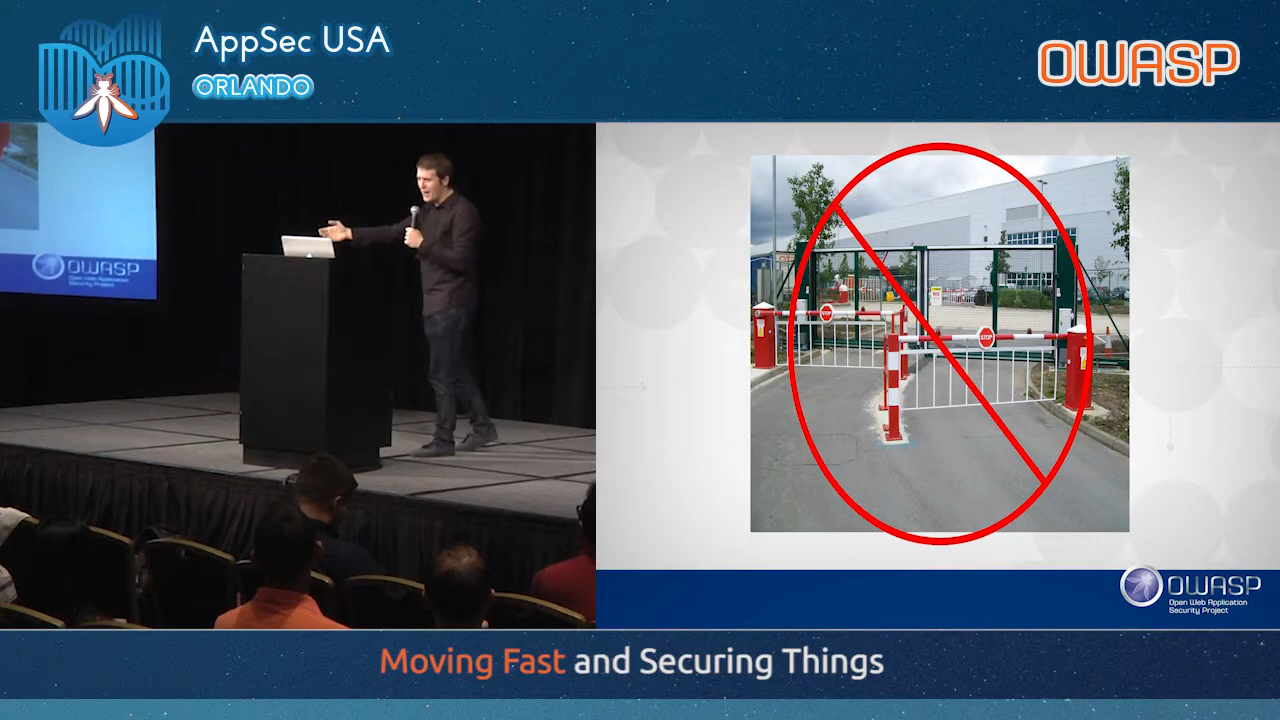 AppSec USA
ORLANDO
OWASP
OWASP
Open Web Application
Security Project
STOP
STOP
OWASP
Open Web Application
Security Project
Moving Fast and Securing Things